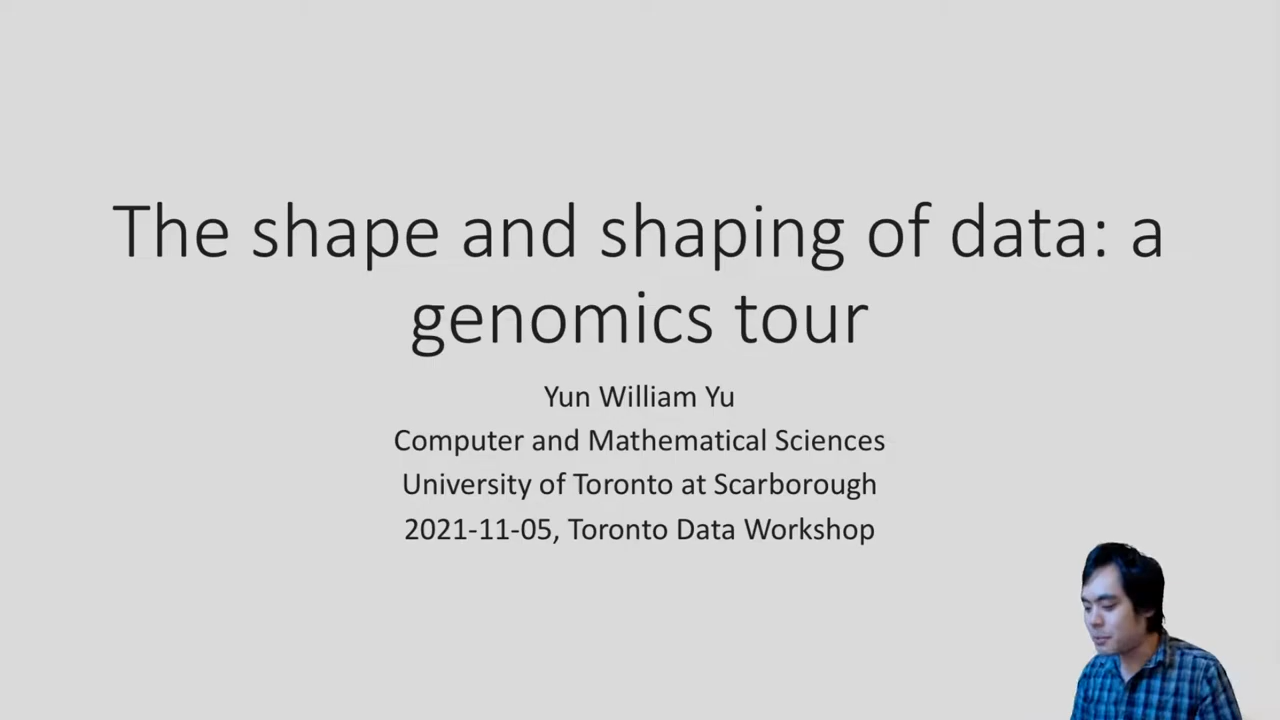 The shape and shaping of data: a
genomics tour
Yun William Yu
Computer and Mathematical Sciences
University of Toronto at Scarborough
2021-11-05, Toronto Data Workshop